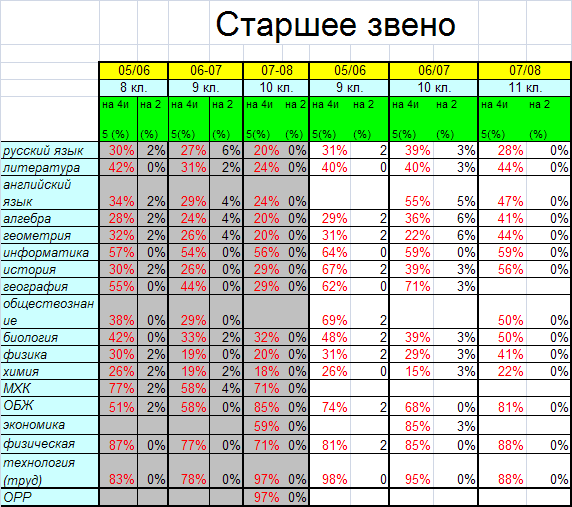 Старшее звено
05/06 06-07 07-08 05/06 06/07 07/08
8 кл. 9 кл. 10 кл. 9 кл. 10 кл. 11 кл.
на 4и на 2 на 4и на 2 на 4и на 2 на 4и на 2 на 4и на 2 на 4и на 2
5 (%) (%) 5(%) (%) 5(%) (%) 5(%) (%) 5(%) (%) 5(%) (%)
русский язык 30% 2% 27% 6% 20% 0% 31% 2 39% 3% 28% 0%
литература 42% 0% 31% 2% 24% 0% 40% 0 40% 3% 44% 0%
английский
язык 34% 2% 29% 4% 24% 0% 55% 5% 47% 0%
алгебра 28% 2% 24% 4% 20% 0% 29% 2 36% 6% 41% 0%
геометрия 32% 2% 26% 4% 20% 0% 31% 2 22% 6% 44% 0%
информатика 57% 0% 54% 0% 56% 0% 64% 0 59% 0% 59% 0%
история 30% 2% 26% 0% 29% 0% 67% 2 39% 3% 56% 0%
география 55% 0% 44% 0% 29% 0% 62% 0 71% 3%
обществознан
ие 38% 0% 29% 0% 69% 2 50% 0%
биология 42% 0% 33% 2% 32% 0% 48% 2 39% 3% 50% 0%
физика 30% 2% 19% 0% 20% 0% 31% 2 29% 3% 41% 0%
химия 26% 2% 19% 2% 18% 0% 26% 0 15% 3% 22% 0%
МХК 77% 2% 58% 4% 71% 0%
ОБЖ 51% 2% 58% 0% 85% 0% 74% 2 68% 0% 81% 0%
экономика 59% 0% 85% 3%
физическая 87% 0% 77% 0% 71% 0% 81% 2 85% 0% 88% 0%
технология
(труд) 83% 0% 78% 0% 97% 0% 98% 0 95% 0% 88% 0%
ОРР 97% 0%